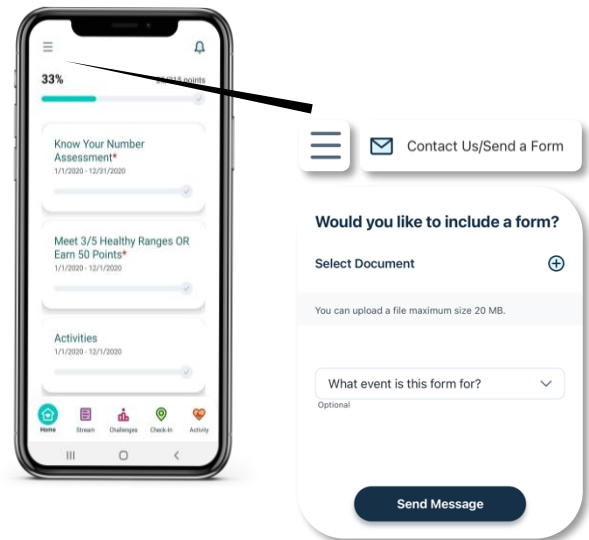 33%
points
Know Your Number
Assessment*
1/1/2020 - 12/31/2020
Meet 3/5 Healthy Ranges OR
Earn 50 Points*
1/1/2020 - 12/1/2020
Activities
1/1/2020 - 12/1/2020
Home Stream Challenges Check-In Activity
Contact Us/Send a Form
Would you like to include a form?
Select Document
You can upload a file maximum size 20 MB.
What event is this form for?
Optional
Send Message